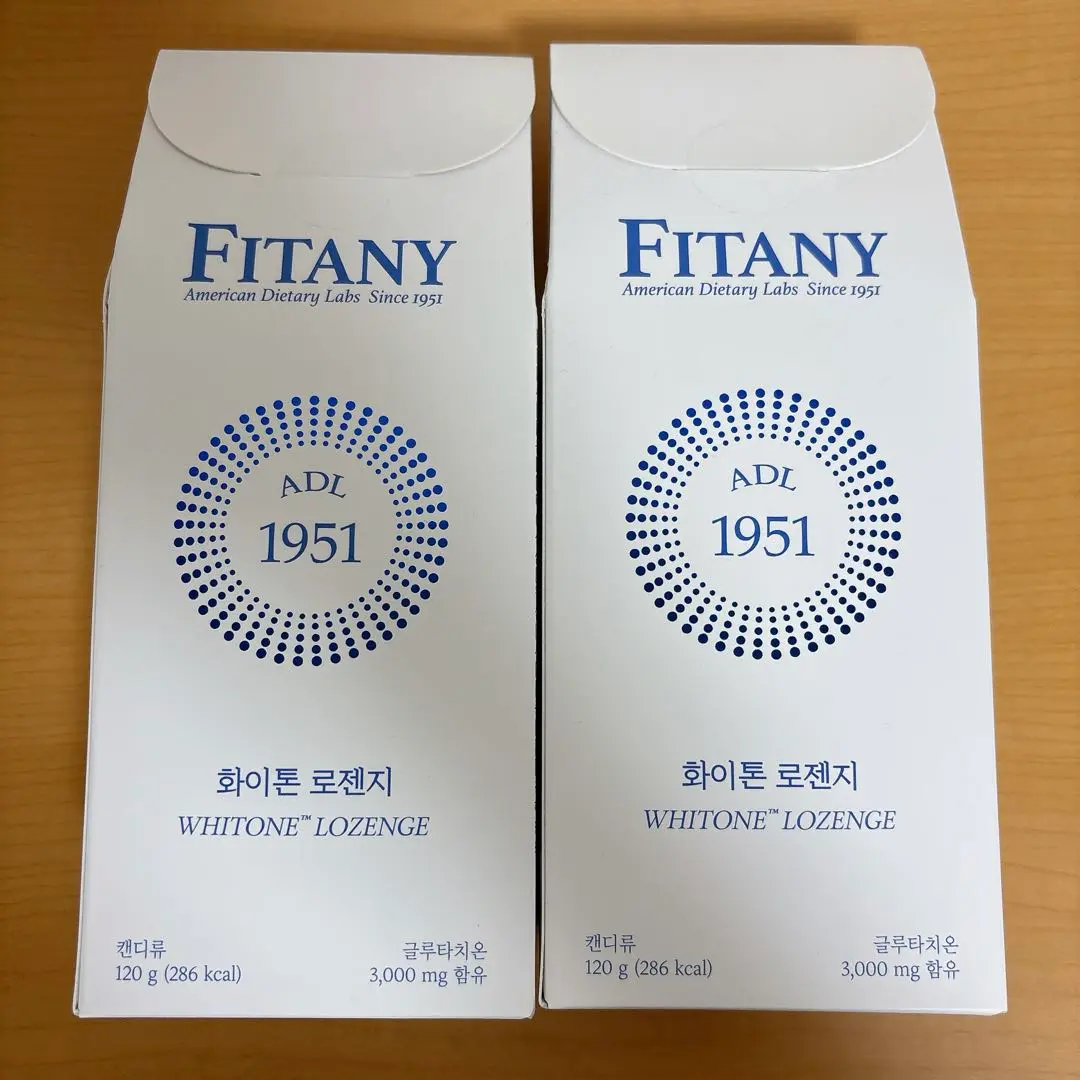 FITANY
American Dietary Labs Since 1951
ADL
1951
화이톤 로젠지
WHITONE™ LOZENGE
캔디류
120 g (286 kcal)
글루타치온
3,000 mg 함유
FITANY
American Dietary Labs Since 1951
ADL
1951
화이톤 로젠지
WHITONE™ LOZENGE
캔디류
120 g (286 kcal)
글루타치온
3,000 mg 함유